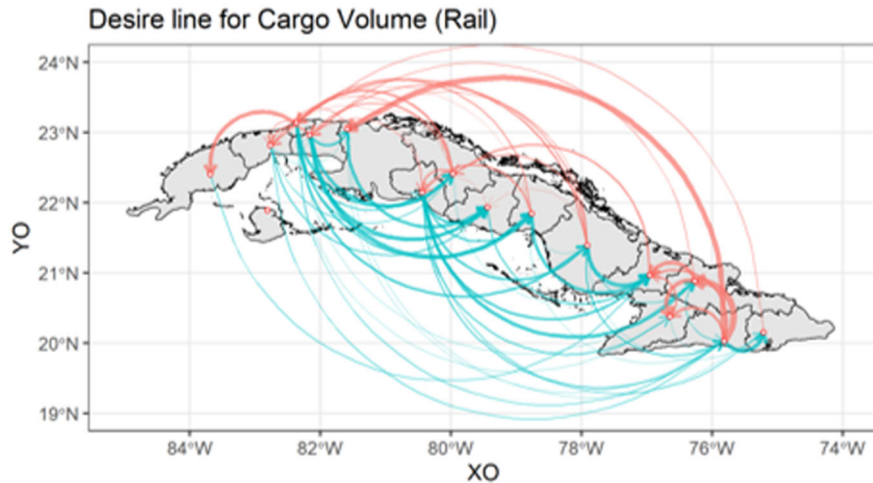 Desire line for Cargo Volume (Rail)
24°N
23°N
22°N
21°N
20°N
19°N
YO
84°W
82°W
80°W
78°W
76°W
74°W
XO